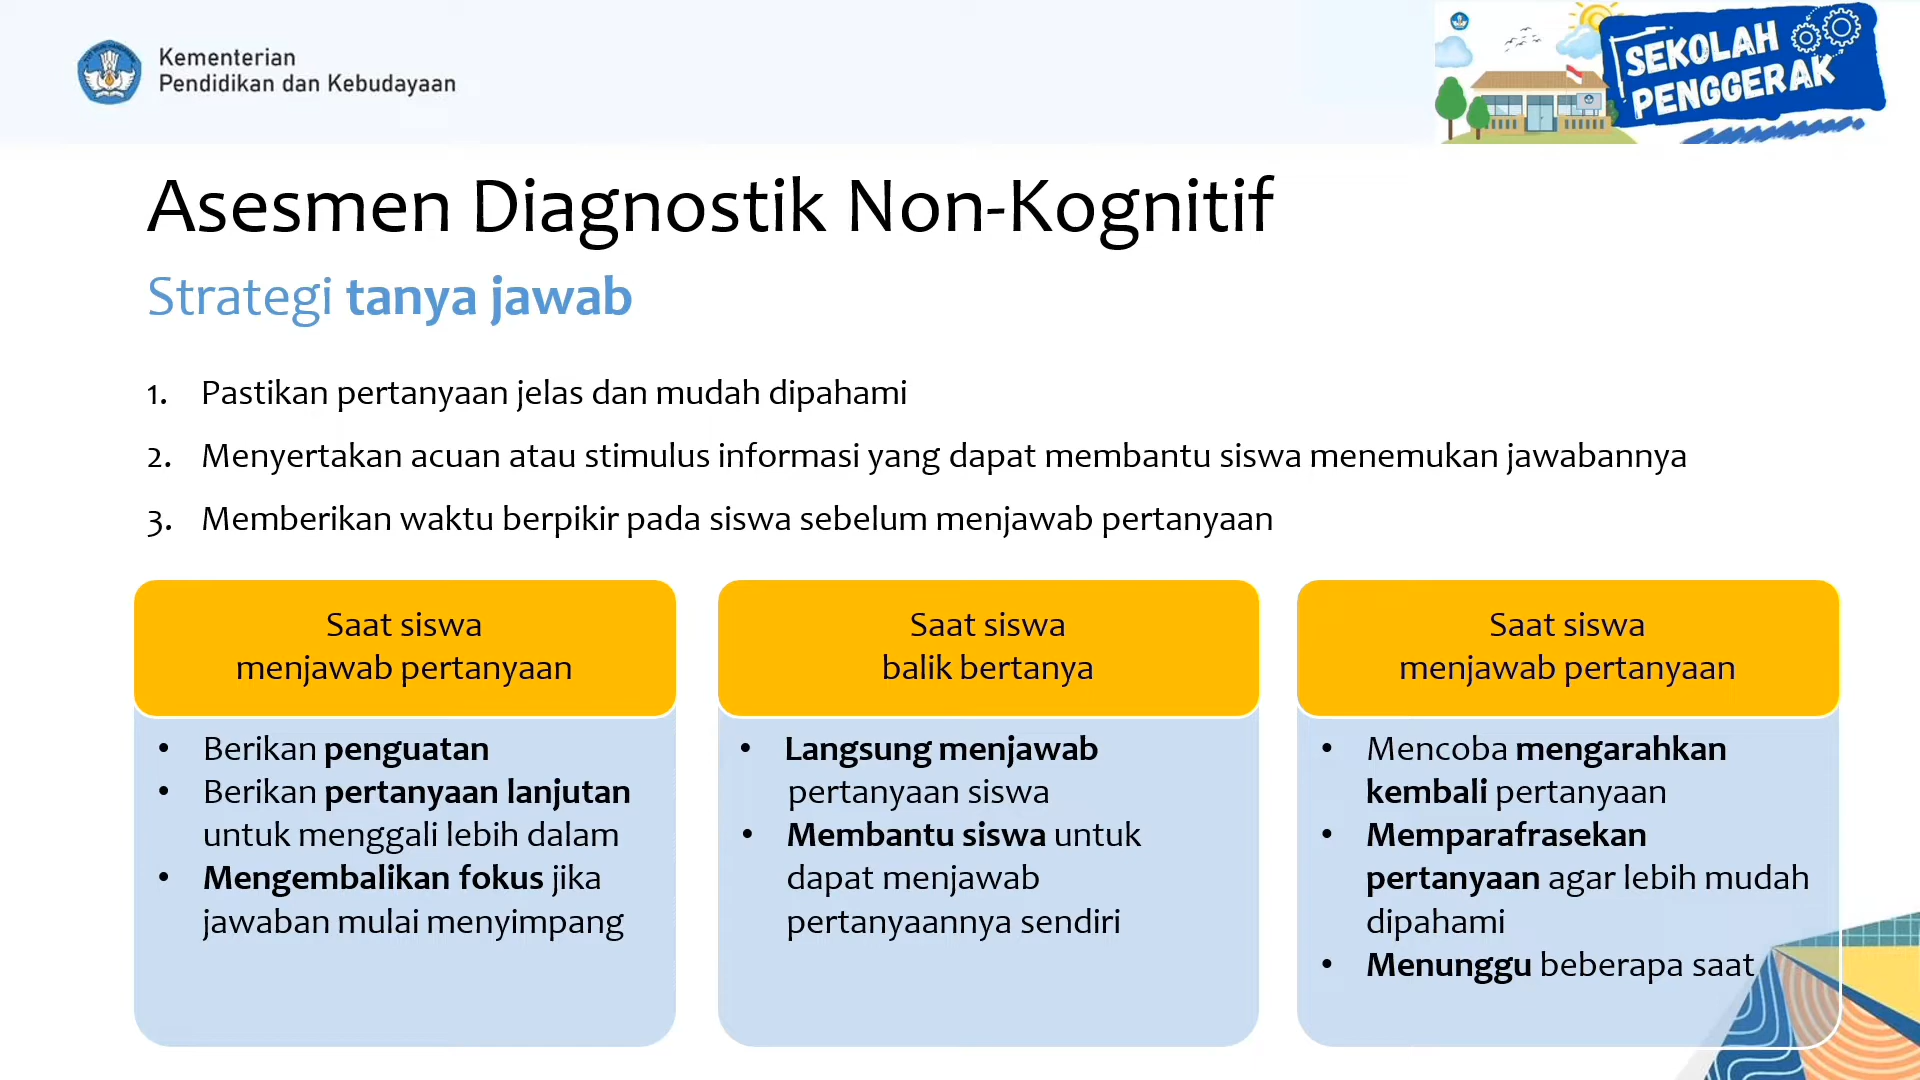 Kementerian
Pendidikan dan Kebudayaan
SEKOLAH
PENGGERAK
Asesmen Diagnostik Non-Kognitif
Strategi tanya jawab
1. Pastikan pertanyaan jelas dan mudah dipahami
2. Menyertakan acuan atau stimulus informasi yang dapat membantu siswa menemukan jawabannya
3. Memberikan waktu berpikir pada siswa sebelum menjawab pertanyaan
Saat siswa
menjawab pertanyaan
• Berikan penguatan
• Berikan pertanyaan lanjutan
untuk menggali lebih dalam
• Mengembalikan fokus jika
jawaban mulai menyimpang
Saat siswa
balik bertanya
• Langsung menjawab
pertanyaan siswa
• Membantu siswa untuk
dapat menjawab
pertanyaannya sendiri
Saat siswa
menjawab pertanyaan
• Mencoba mengarahkan
kembali pertanyaan
• Memparafrasekan
pertanyaan agar lebih mudah
dipahami
• Menunggu beberapa saat